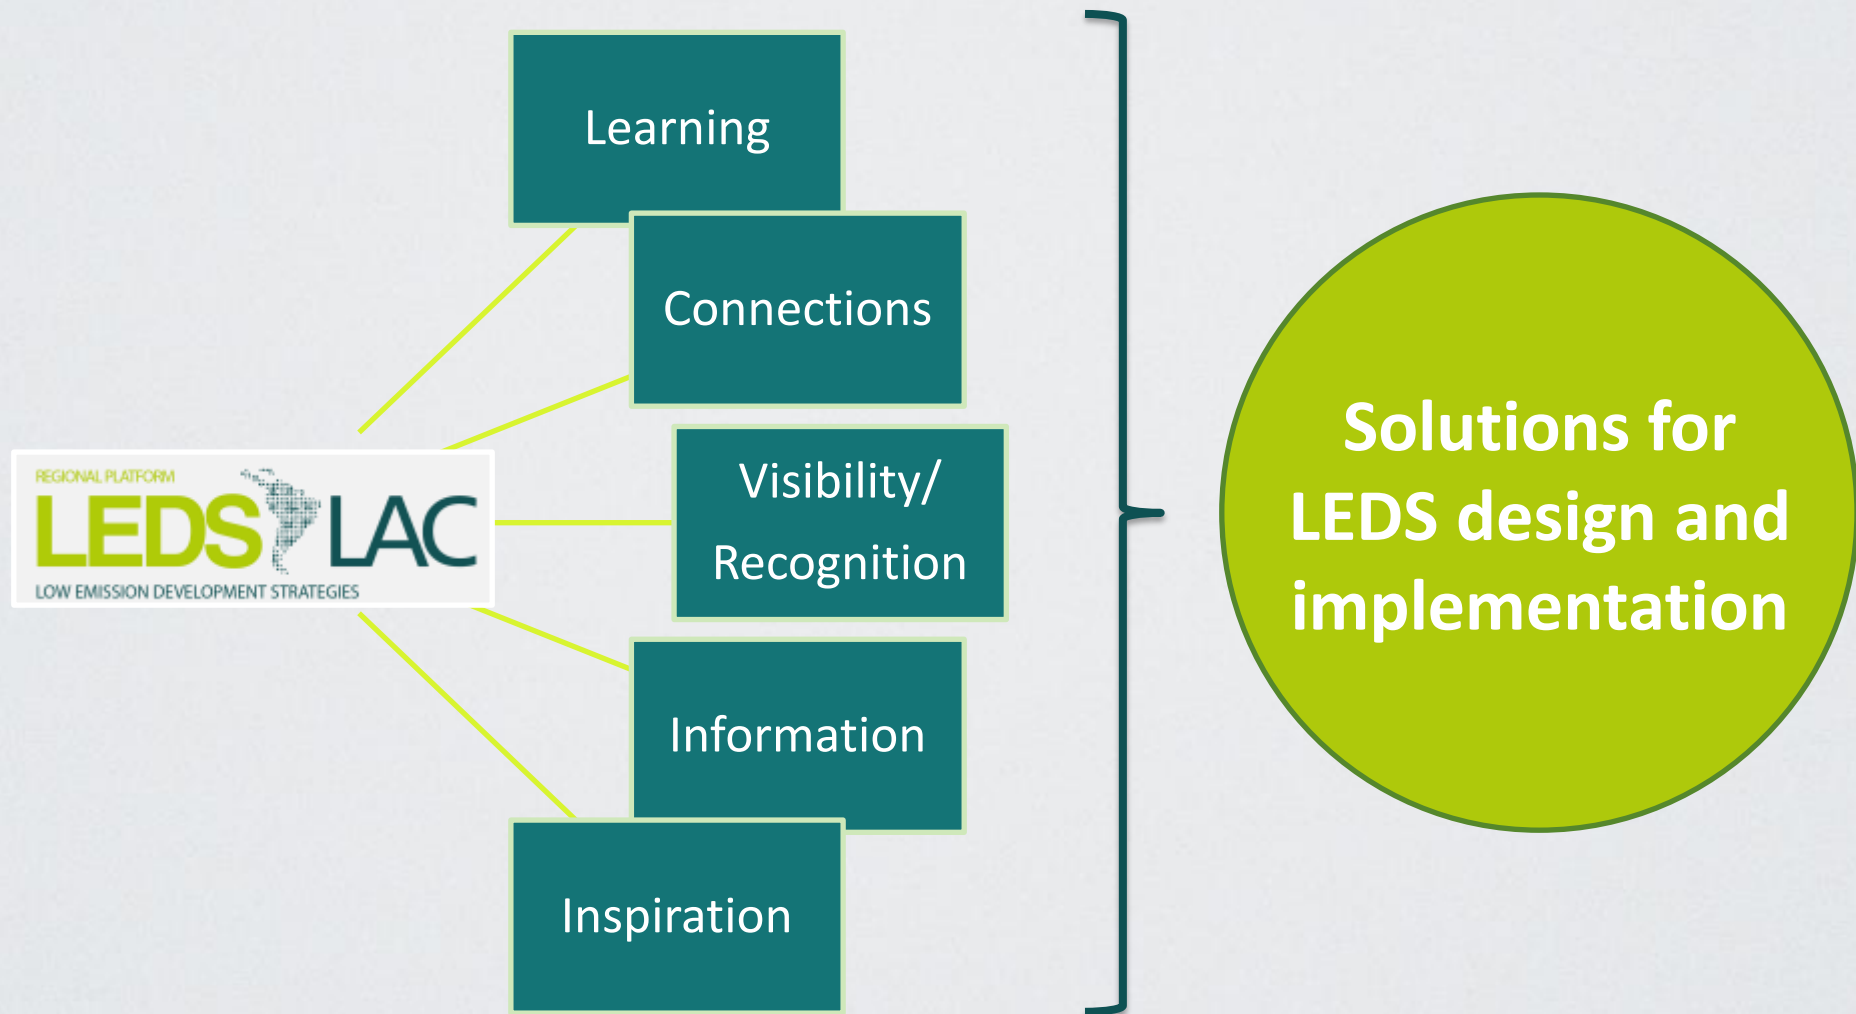 Learning
Connections
Visibility/
Recognition
Information
Inspiration
REGIONAL PLATFORM
LEDS LAC
LOW EMISSION DEVELOPMENT STRATEGIES
Solutions for
LEDS design and
implementation